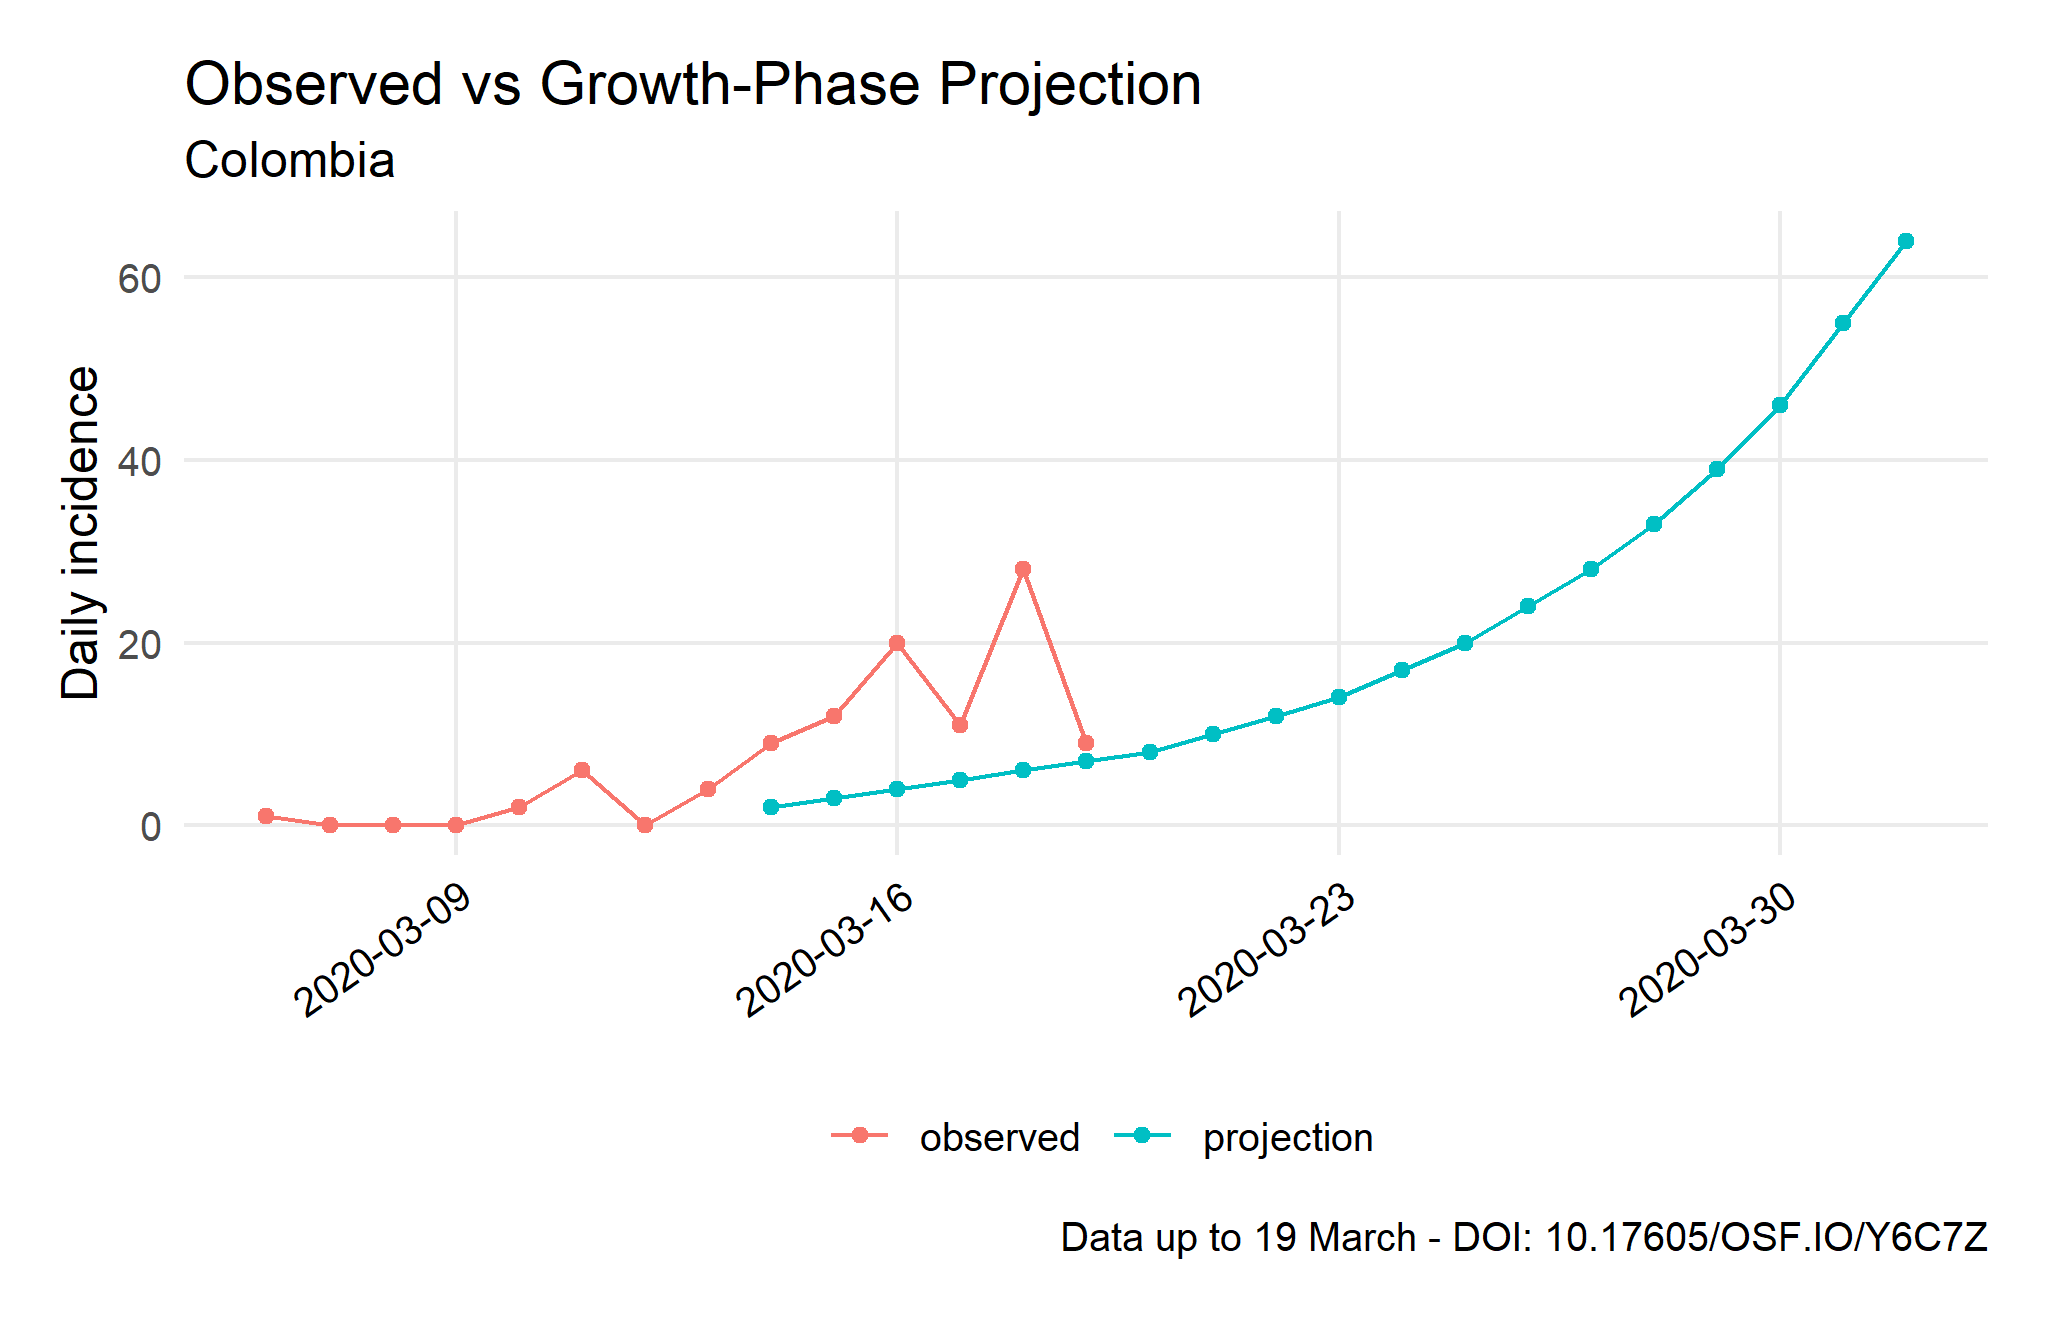 Observed vs Growth-Phase Projection
Colombia
Daily incidence
60
40
20
0
2020-03-09
2020-03-16
2020-03-23
2020-03-30
observed
projection
Data up to 19 March - DOI: 10.17605/OSF.IO/Y6C7Z